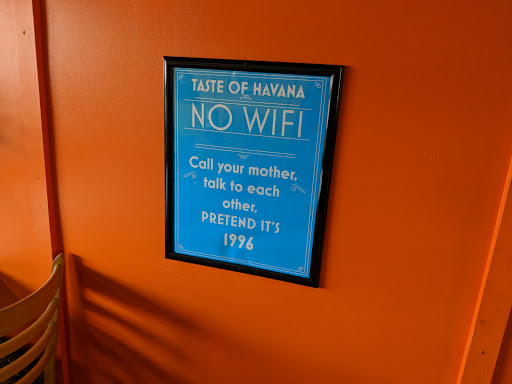 TASTE OF HAVANA
NO WIFI
Call your mother,
talk to each
other,
PRETEND IT'S
1996